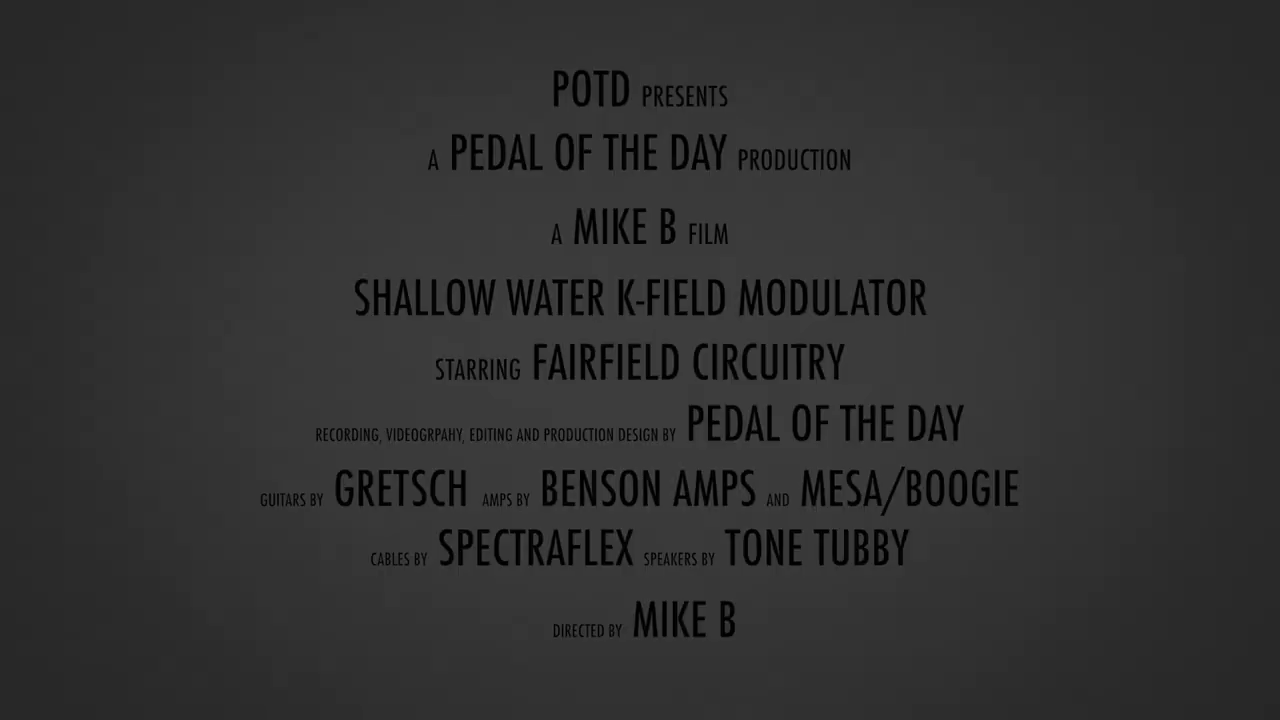 POTD PRESENTS
A PEDAL OF THE DAY PRODUCTION
A MIKE B FILM
SHALLOW WATER K-FIELD MODULATOR
STARRING FAIRFIELD CIRCUITRY
RECORDING, VIDEOGRPAHY, EDITING AND PRODUCTION DESIGN BY PEDAL OF THE DAY
GUITARS BY GRETSCH AMPS BY BENSON AMPS AND MESA/BOOGIE
CABLES BY SPECTRAFLEX SPEAKERS BY TONE TUBBY
DIRECTED BY MIKE B